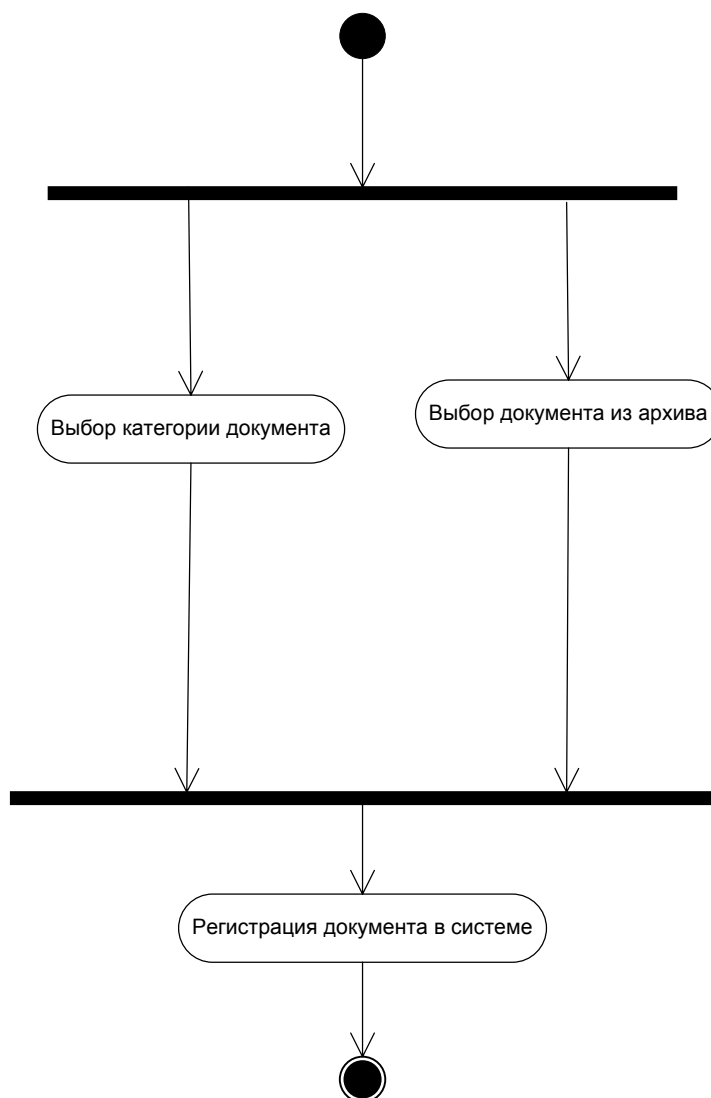 Выбор категории документа
Выбор документа из архива
Регистрация документа в системе